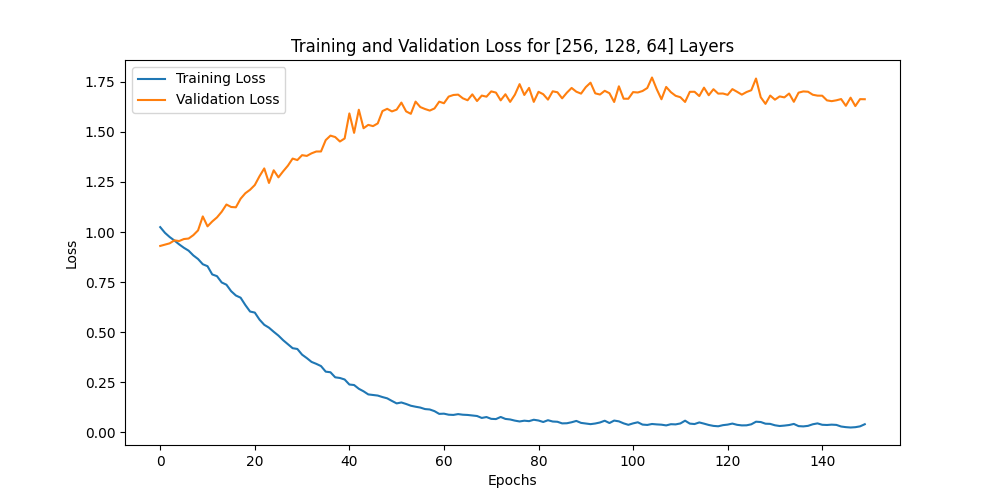 Training and Validation Loss for [256, 128, 64] Layers
Training Loss
Validation Loss
1.75
1.50
1.25
1.00
0.75
0.50
0.25
0.00
Loss
0 20 40 60 80 100 120 140
Epochs